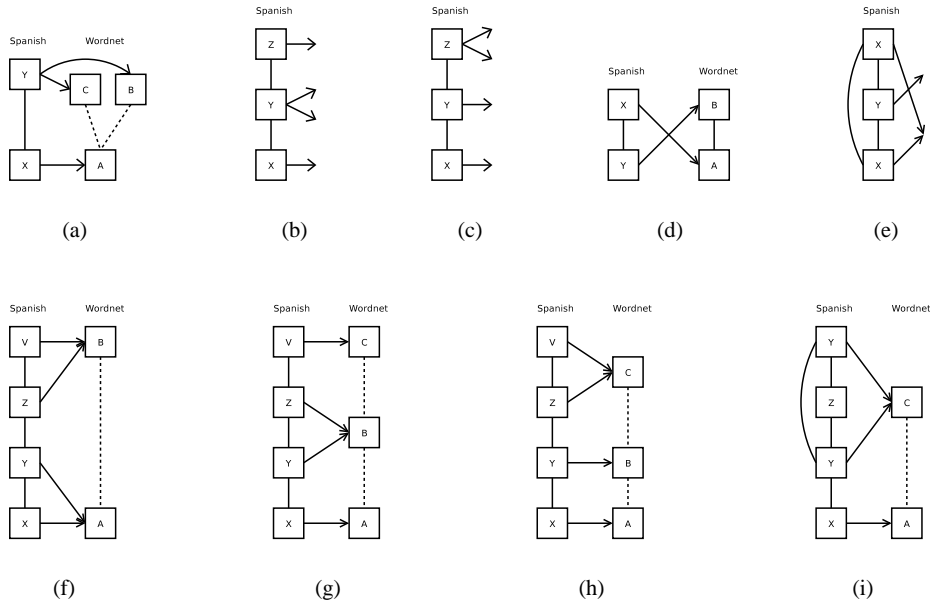 Spanish Wordnet
Y
C B
X A
(a)
Spanish
Z
Y
X
(b)
Spanish
Z
Y
X
(c)
Spanish Wordnet
X B
Y A
(d)
Spanish
X
Y
X
(e)
Spanish Wordnet
V B
Z
Y
X A
(f)
Spanish Wordnet
V C
Z
B
Y
X A
(g)
Spanish Wordnet
V
C
Z
Y B
X A
(h)
Spanish Wordnet
Y
Z C
Y
X A
(i)